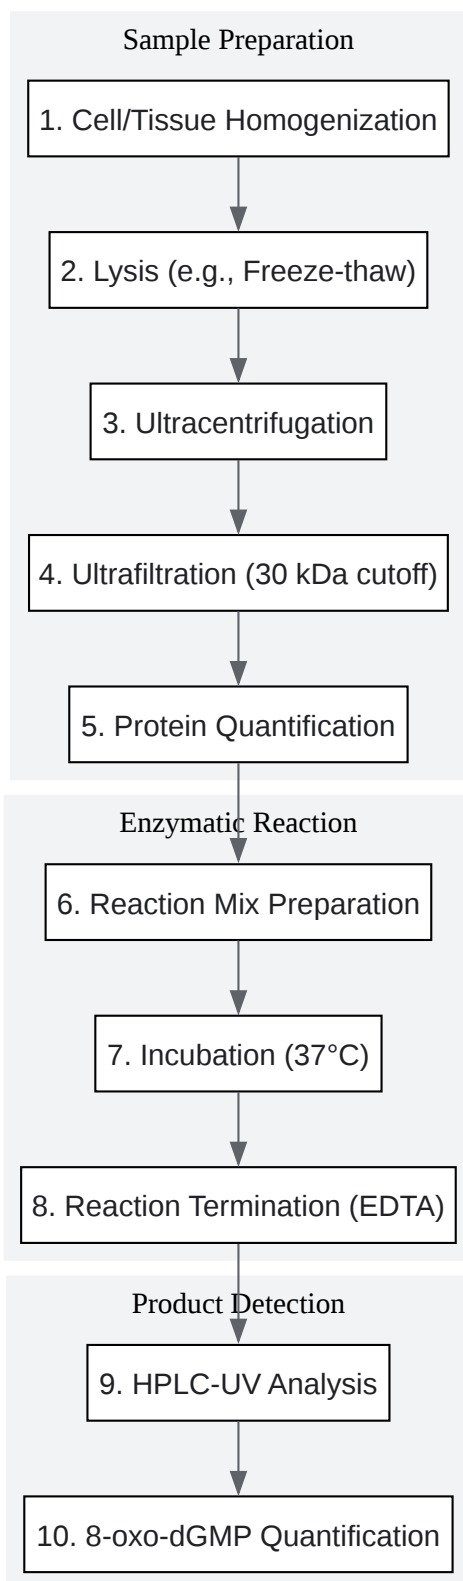 Sample Preparation
1. Cell/Tissue Homogenization
2. Lysis (e.g., Freeze-thaw)
3. Ultracentrifugation
4. Ultrafiltration (30 kDa cutoff)
5. Protein Quantification
Enzymatic Reaction
6. Reaction Mix Preparation
7. Incubation (37°C)
8. Reaction Termination (EDTA)
Product Detection
9. HPLC-UV Analysis
10. 8-oxo-dGMP Quantification